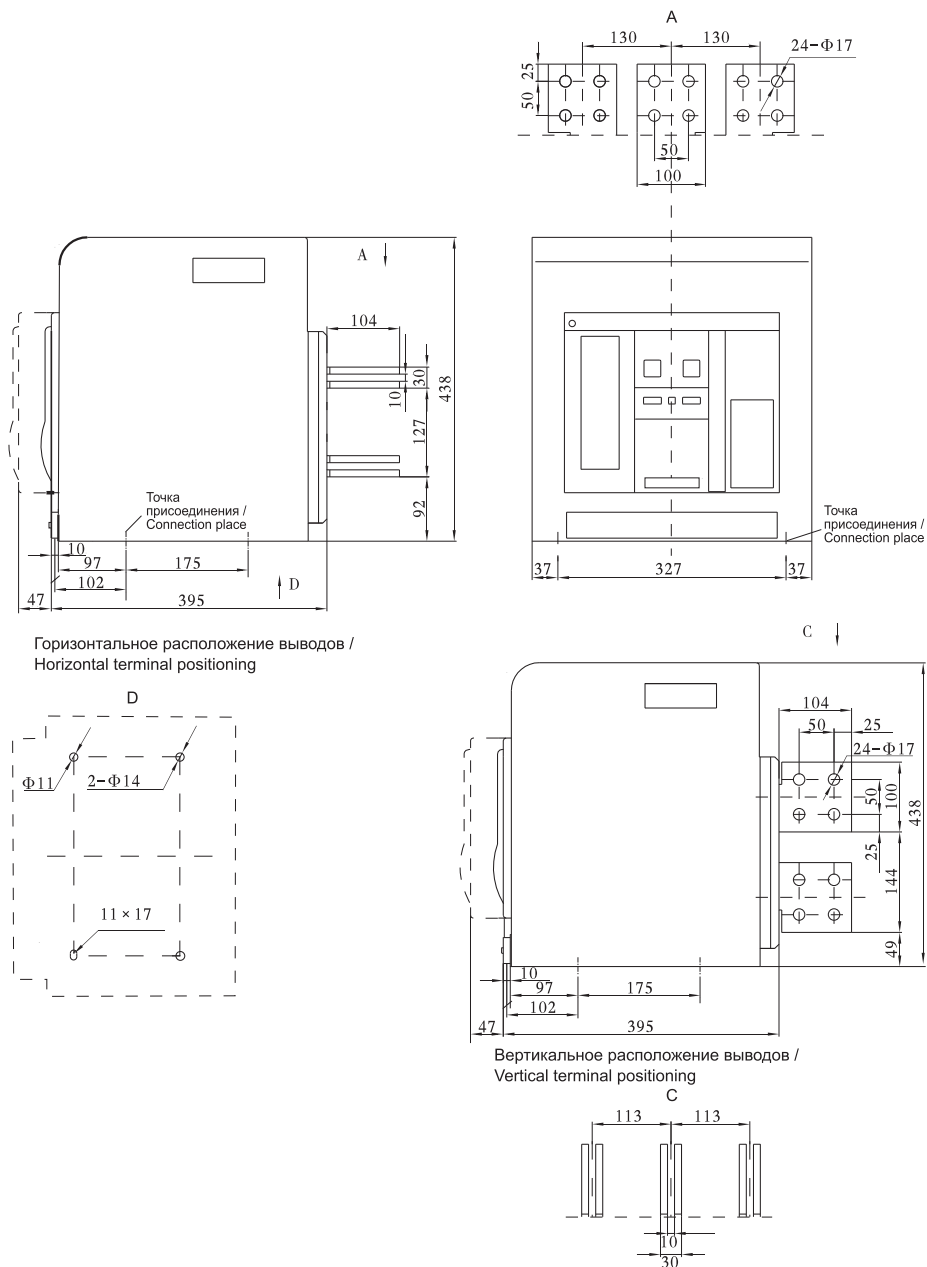 A
130
130
24-Φ17
25
50
50
100
A
104
30
10
438
127
92
Точка
присоединения /
Connection place
10
97
175
102
D
47
395
Точка
присоединения /
Connection place
37
327
37
Горизонтальное расположение выводов /
Horizontal terminal positioning
D
Φ11
2-Φ14
11 × 17
C
104
50
25
24-Φ17
50
100
438
25
144
49
10
97
175
102
47
395
Вертикальное расположение выводов /
Vertical terminal positioning
C
113
113
10
30